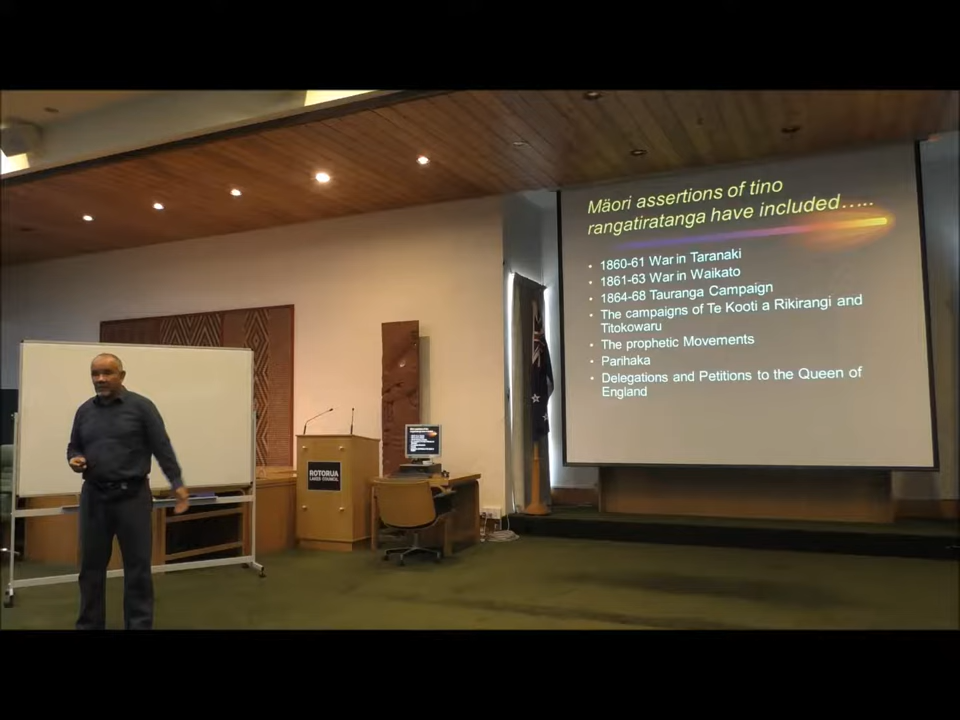 Māori assertions of tino
rangatiratanga have included…..
• 1860-61 War in Taranaki
• 1861-63 War in Waikato
• 1864-68 Tauranga Campaign
• The campaigns of Te Kooti a Rikirangi and
Titokowaru
• The prophetic Movements
• Parihaka
• Delegations and Petitions to the Queen of
England
ROTORUA
LAKES COUNCIL